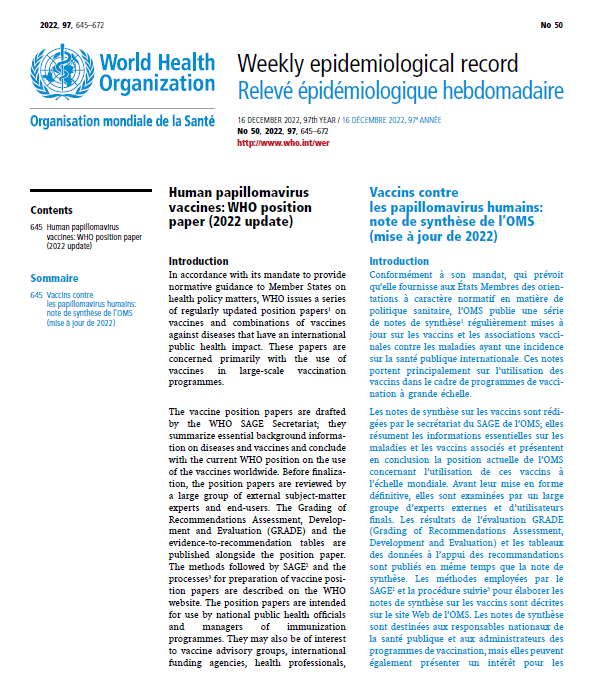 2022, 97, 645–672
No 50
World Health
Organization
Organisation mondiale de la Santé
Weekly epidemiological record
Relevé épidémiologique hebdomadaire
16 DECEMBER 2022, 97th YEAR / 16 DÉCEMBRE 2022, 97e ANNÉE
No 50, 2022, 97, 645–672
http://www.who.int/wer
Contents
645 Human papillomavirus
vaccines: WHO position paper
(2022 update)
Sommaire
645 Vaccins contre
les papillomavirus humains:
note de synthèse de l'OMS
(mise à jour de 2022)
Human papillomavirus
vaccines: WHO position
paper (2022 update)
Introduction
In accordance with its mandate to provide
normative guidance to Member States on
health policy matters, WHO issues a series
of regularly updated position papers1 on
vaccines and combinations of vaccines
against diseases that have an international
public health impact. These papers are
concerned primarily with the use of
vaccines in large-scale vaccination
programmes.
The vaccine position papers are drafted
by the WHO SAGE Secretariat; they
summarize essential background informa-
tion on diseases and vaccines and conclude
with the current WHO position on the use
of the vaccines worldwide. Before finaliza-
tion, the position papers are reviewed by
a large group of external subject-matter
experts and end-users. The Grading of
Recommendations Assessment, Develop-
ment and Evaluation (GRADE) and the
evidence-to-recommendation tables are
published alongside the position paper.
The methods followed by SAGE2 and the
processes3 for preparation of vaccine posi-
tion papers are described on the WHO
website. The position papers are intended
for use by national public health officials
and managers of immunization
programmes. They may also be of interest
to vaccine advisory groups, international
funding agencies, health professionals,
Vaccins contre
les papillomavirus humains:
note de synthèse de l'OMS
(mise à jour de 2022)
Introduction
Conformément à son mandat, qui prévoit
qu'elle fournisse aux États Membres des orien-
tations à caractère normatif en matière de
politique sanitaire, l'OMS publie une série
de notes de synthèse1 régulièrement mises à
jour sur les vaccins et les associations vacci-
nales contre les maladies ayant une incidence
sur la santé publique internationale. Ces notes
portent principalement sur l'utilisation des
vaccins dans le cadre de programmes de vacci-
nation à grande échelle.
Les notes de synthèse sur les vaccins sont rédi-
gées par le secrétariat du SAGE de l'OMS; elles
résument les informations essentielles sur les
maladies et les vaccins associés et présentent
en conclusion la position actuelle de l'OMS
concernant l'utilisation de ces vaccins à
l'échelle mondiale. Avant leur mise en forme
définitive, elles sont examinées par un large
groupe d'experts externes et d'utilisateurs
finals. Les résultats de l'évaluation GRADE
(Grading of Recommendations Assessment,
Development and Evaluation) et les tableaux
des données à l'appui des recommandations
sont publiés en même temps que la note de
synthèse. Les méthodes employées par le
SAGE2 et la procédure suivie3 pour élaborer les
notes de synthèse sur les vaccins sont décrites
sur le site Web de l'OMS. Les notes de synthèse
sont destinées aux responsables nationaux de
la santé publique et aux administrateurs des
programmes de vaccination, mais elles peuvent
également présenter un intérêt pour les